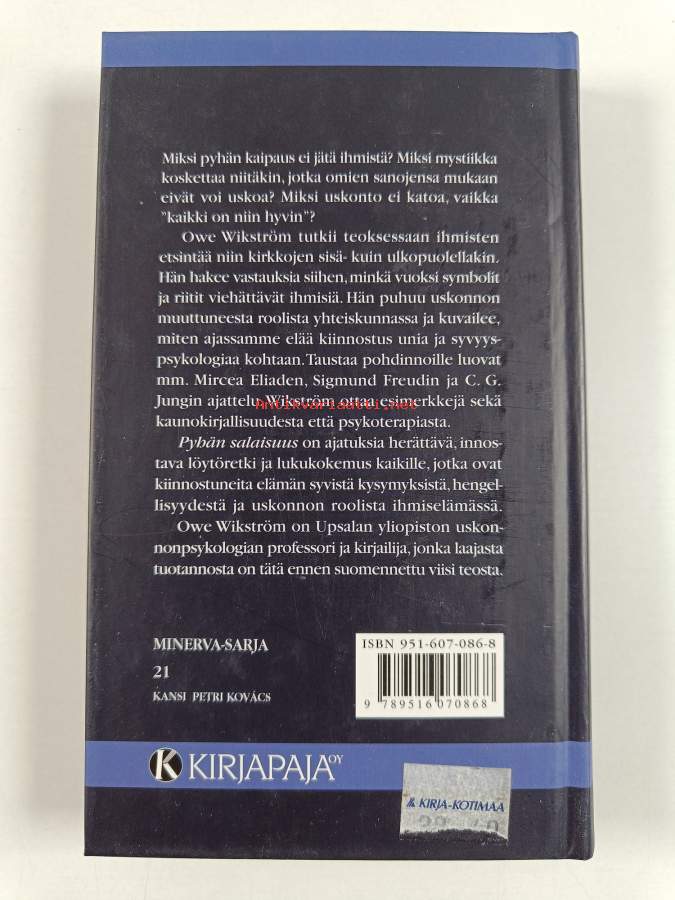 Miksi pyhän kaipaus ei jätä ihmistä? Miksi mystiikka
koskettaa niitäkin, jotka omien sanojensa mukaan
eivät voi uskoa? Miksi uskonto ei katoa, vaikka
"kaikki on niin hyvin"?
Owe Wikström tutkii teoksessaan ihmisten
etsintää niin kirkkojen sisä- kuin ulkopuolellakin.
Hän hakee vastauksia siihen, minkä vuoksi symbolit
ja riitit viehättävät ihmisiä. Hän puhuu uskonnon
muuttuneesta roolista yhteiskunnassa ja kuvailee,
miten ajassamme elää kiinnostus unia ja syvyys-
psykologiaa kohtaan. Taustaa pohdinnoille luovat
mm. Mircea Eliaden, Sigmund Freudin ja C. G.
Jungin ajattelu. Wikström ottaa esimerkkejä sekä
Antikvariaatti.net
kaunokirjallisuudesta että psykoterapiasta.
Pyhän salaisuus on ajatuksia herättävä, innos-
tava löytöretki ja lukukokemus kaikille, jotka ovat
kiinnostuneita elämän syvistä kysymyksistä, hengel-
lisyydestä ja uskonnon roolista ihmiselämässä.
Owe Wikström on Upsalan yliopiston uskon-
nonpsykologian professori ja kirjailija, jonka laajasta
tuotannosta on tätä ennen suomennettu viisi teosta.
MINERVA-SARJA
21
KANSI PETRI KOVÁCS
ISBN 951-607-086-8
9 789516 070868
K KIRJAPAJA OY
KIRJA-KOTIMAA